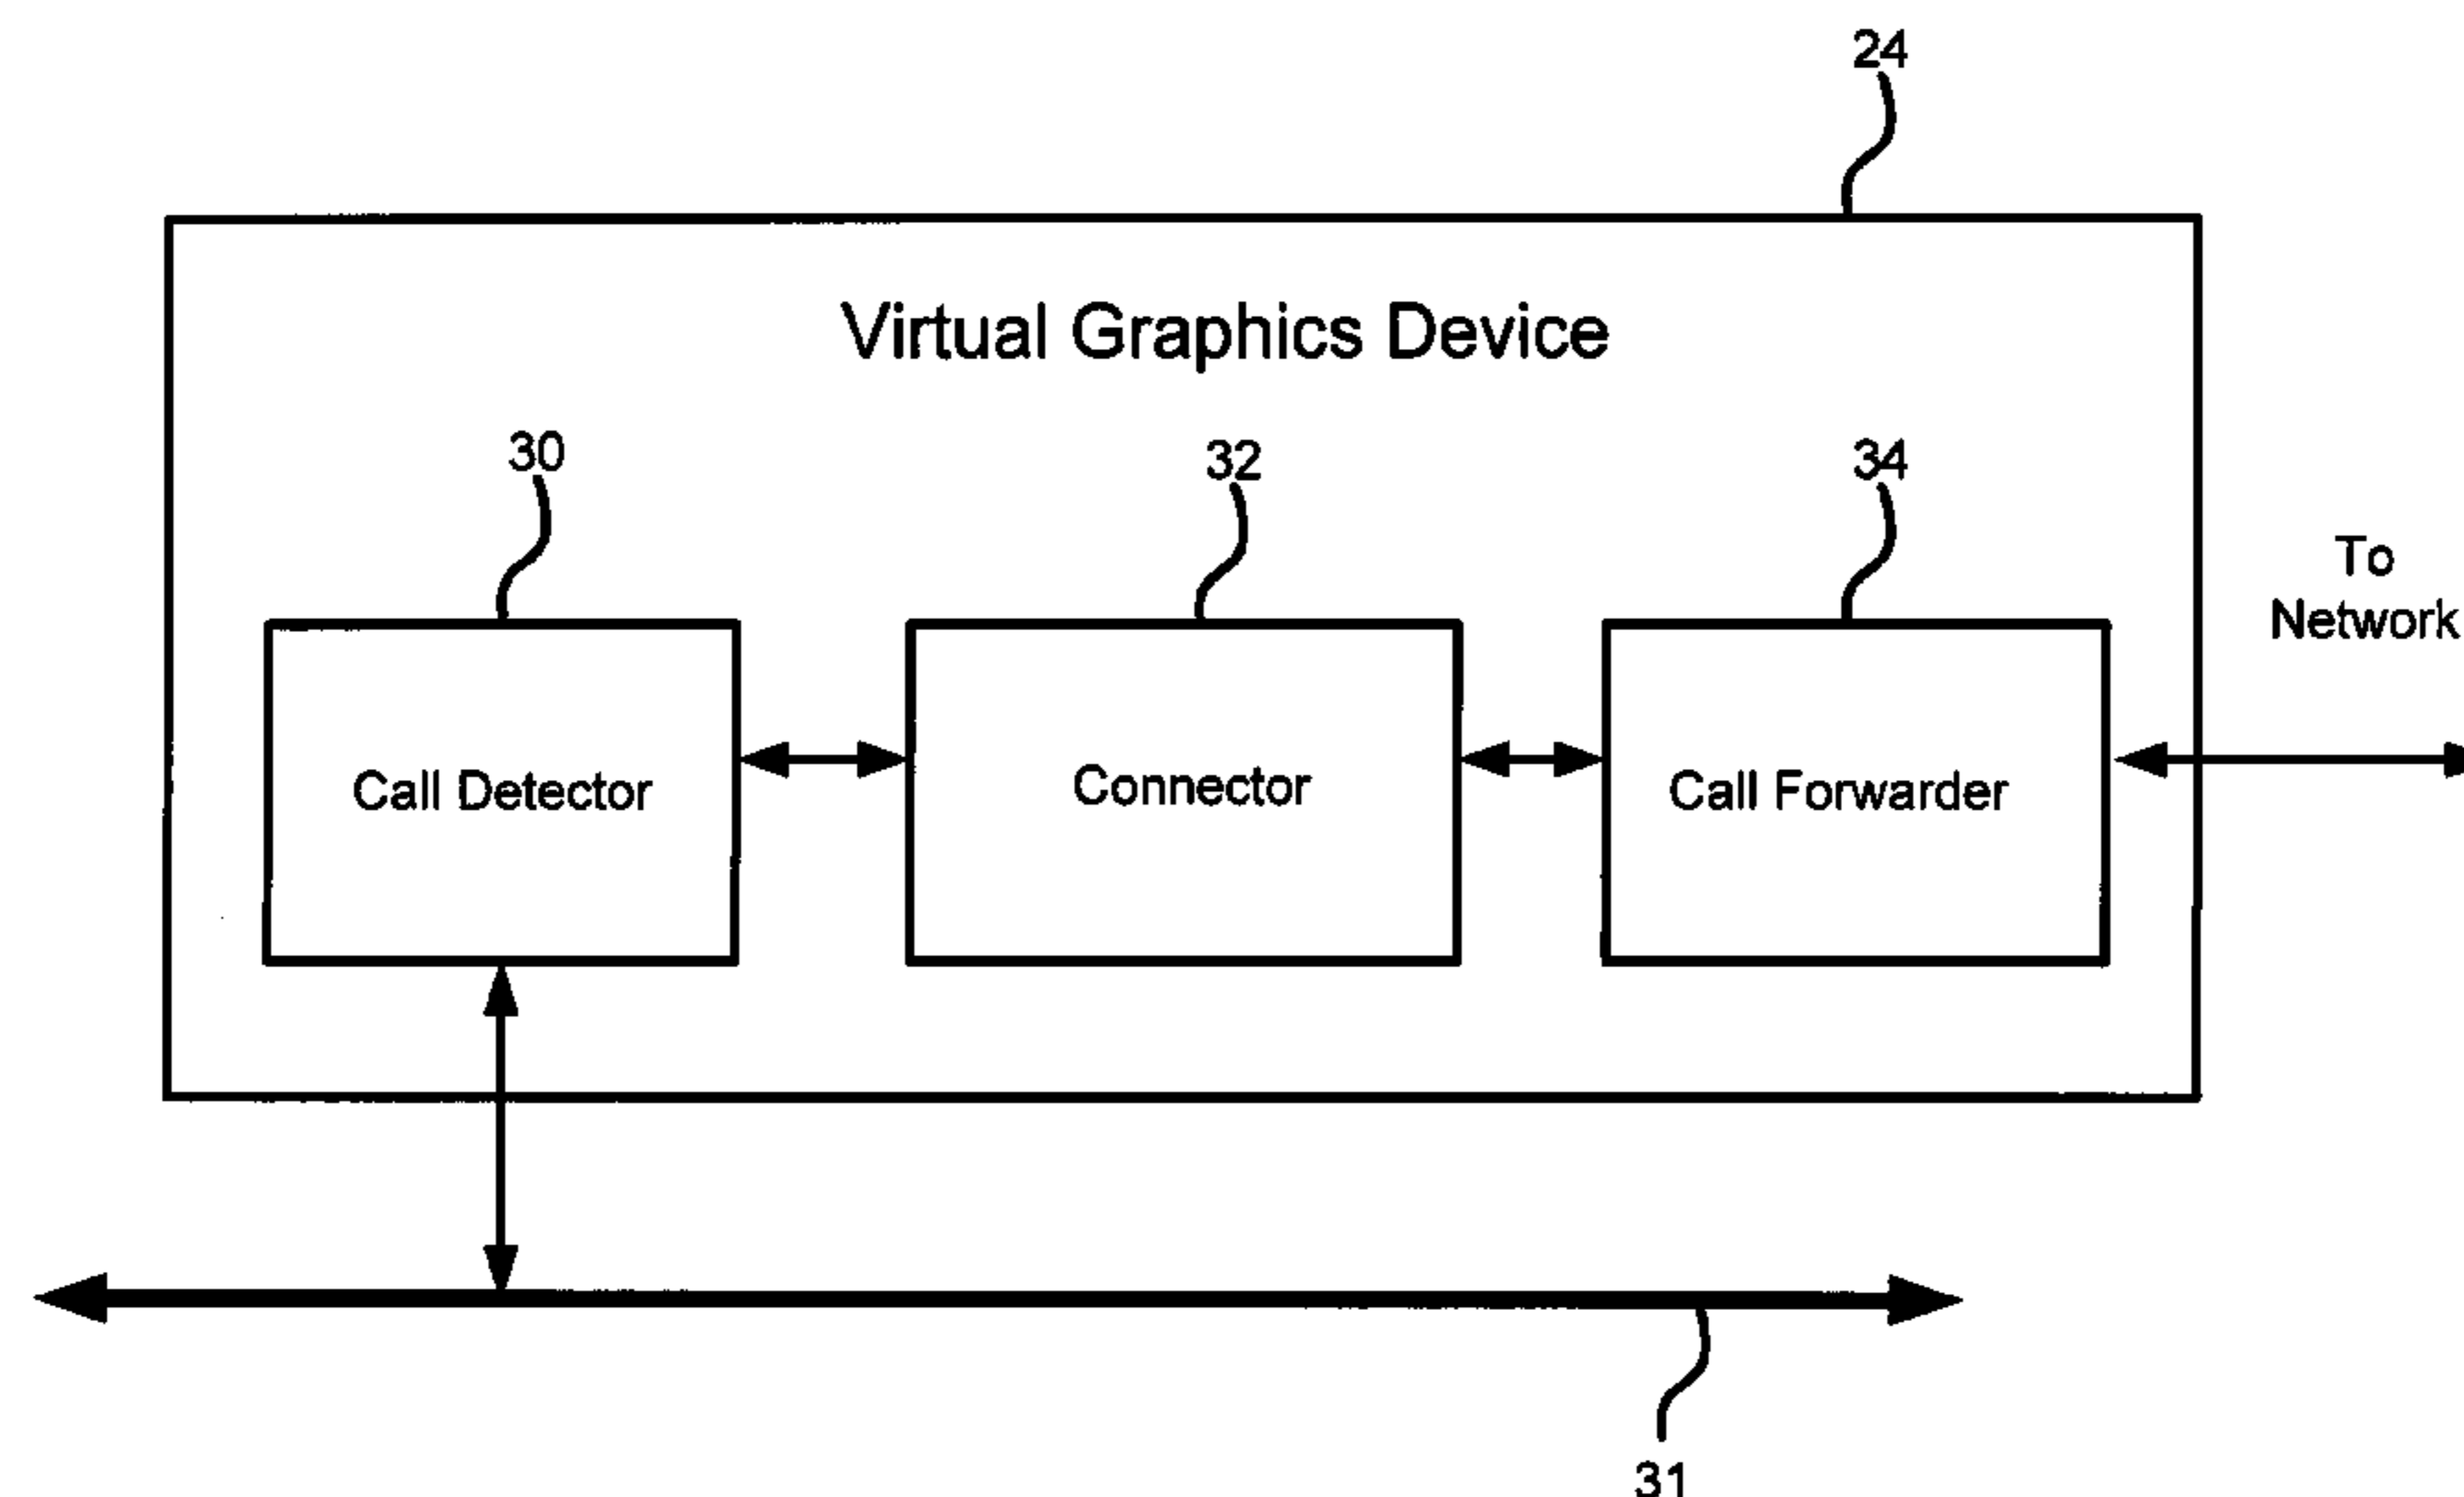 24
Virtual Graphics Device
30
32
34
To
Network
Call Detector
Connector
Call Forwarder
31